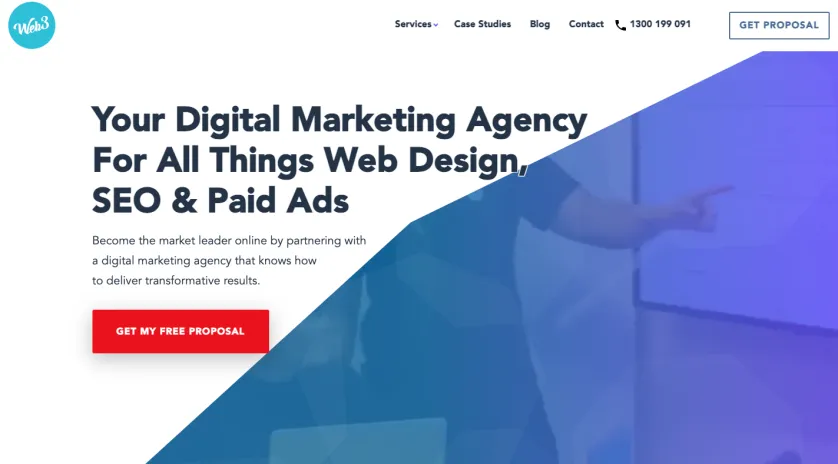 Web3
Services
Case Studies
Blog
Contact
1300 199 091
GET PROPOSAL
Your Digital Marketing Agency
For All Things Web Design,
SEO & Paid Ads
Become the market leader online by partnering with
a digital marketing agency that knows how
to deliver transformative results.
GET MY FREE PROPOSAL